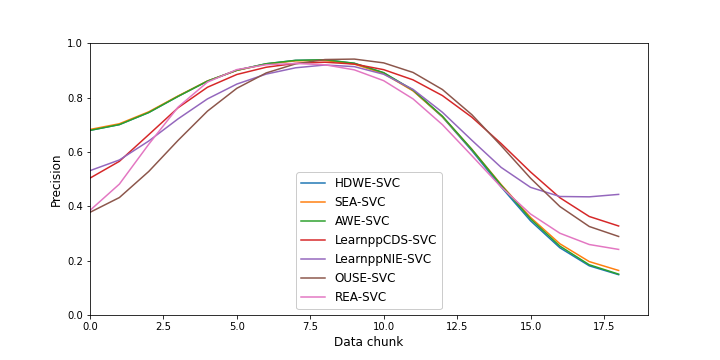 1.0
0.8
0.6
0.4
0.2
0.0
Precision
HDWE-SVC
SEA-SVC
AWE-SVC
LearnppCDS-SVC
LearnppNIE-SVC
OUSE-SVC
REA-SVC
0.0 2.5 5.0 7.5 10.0 12.5 15.0 17.5
Data chunk